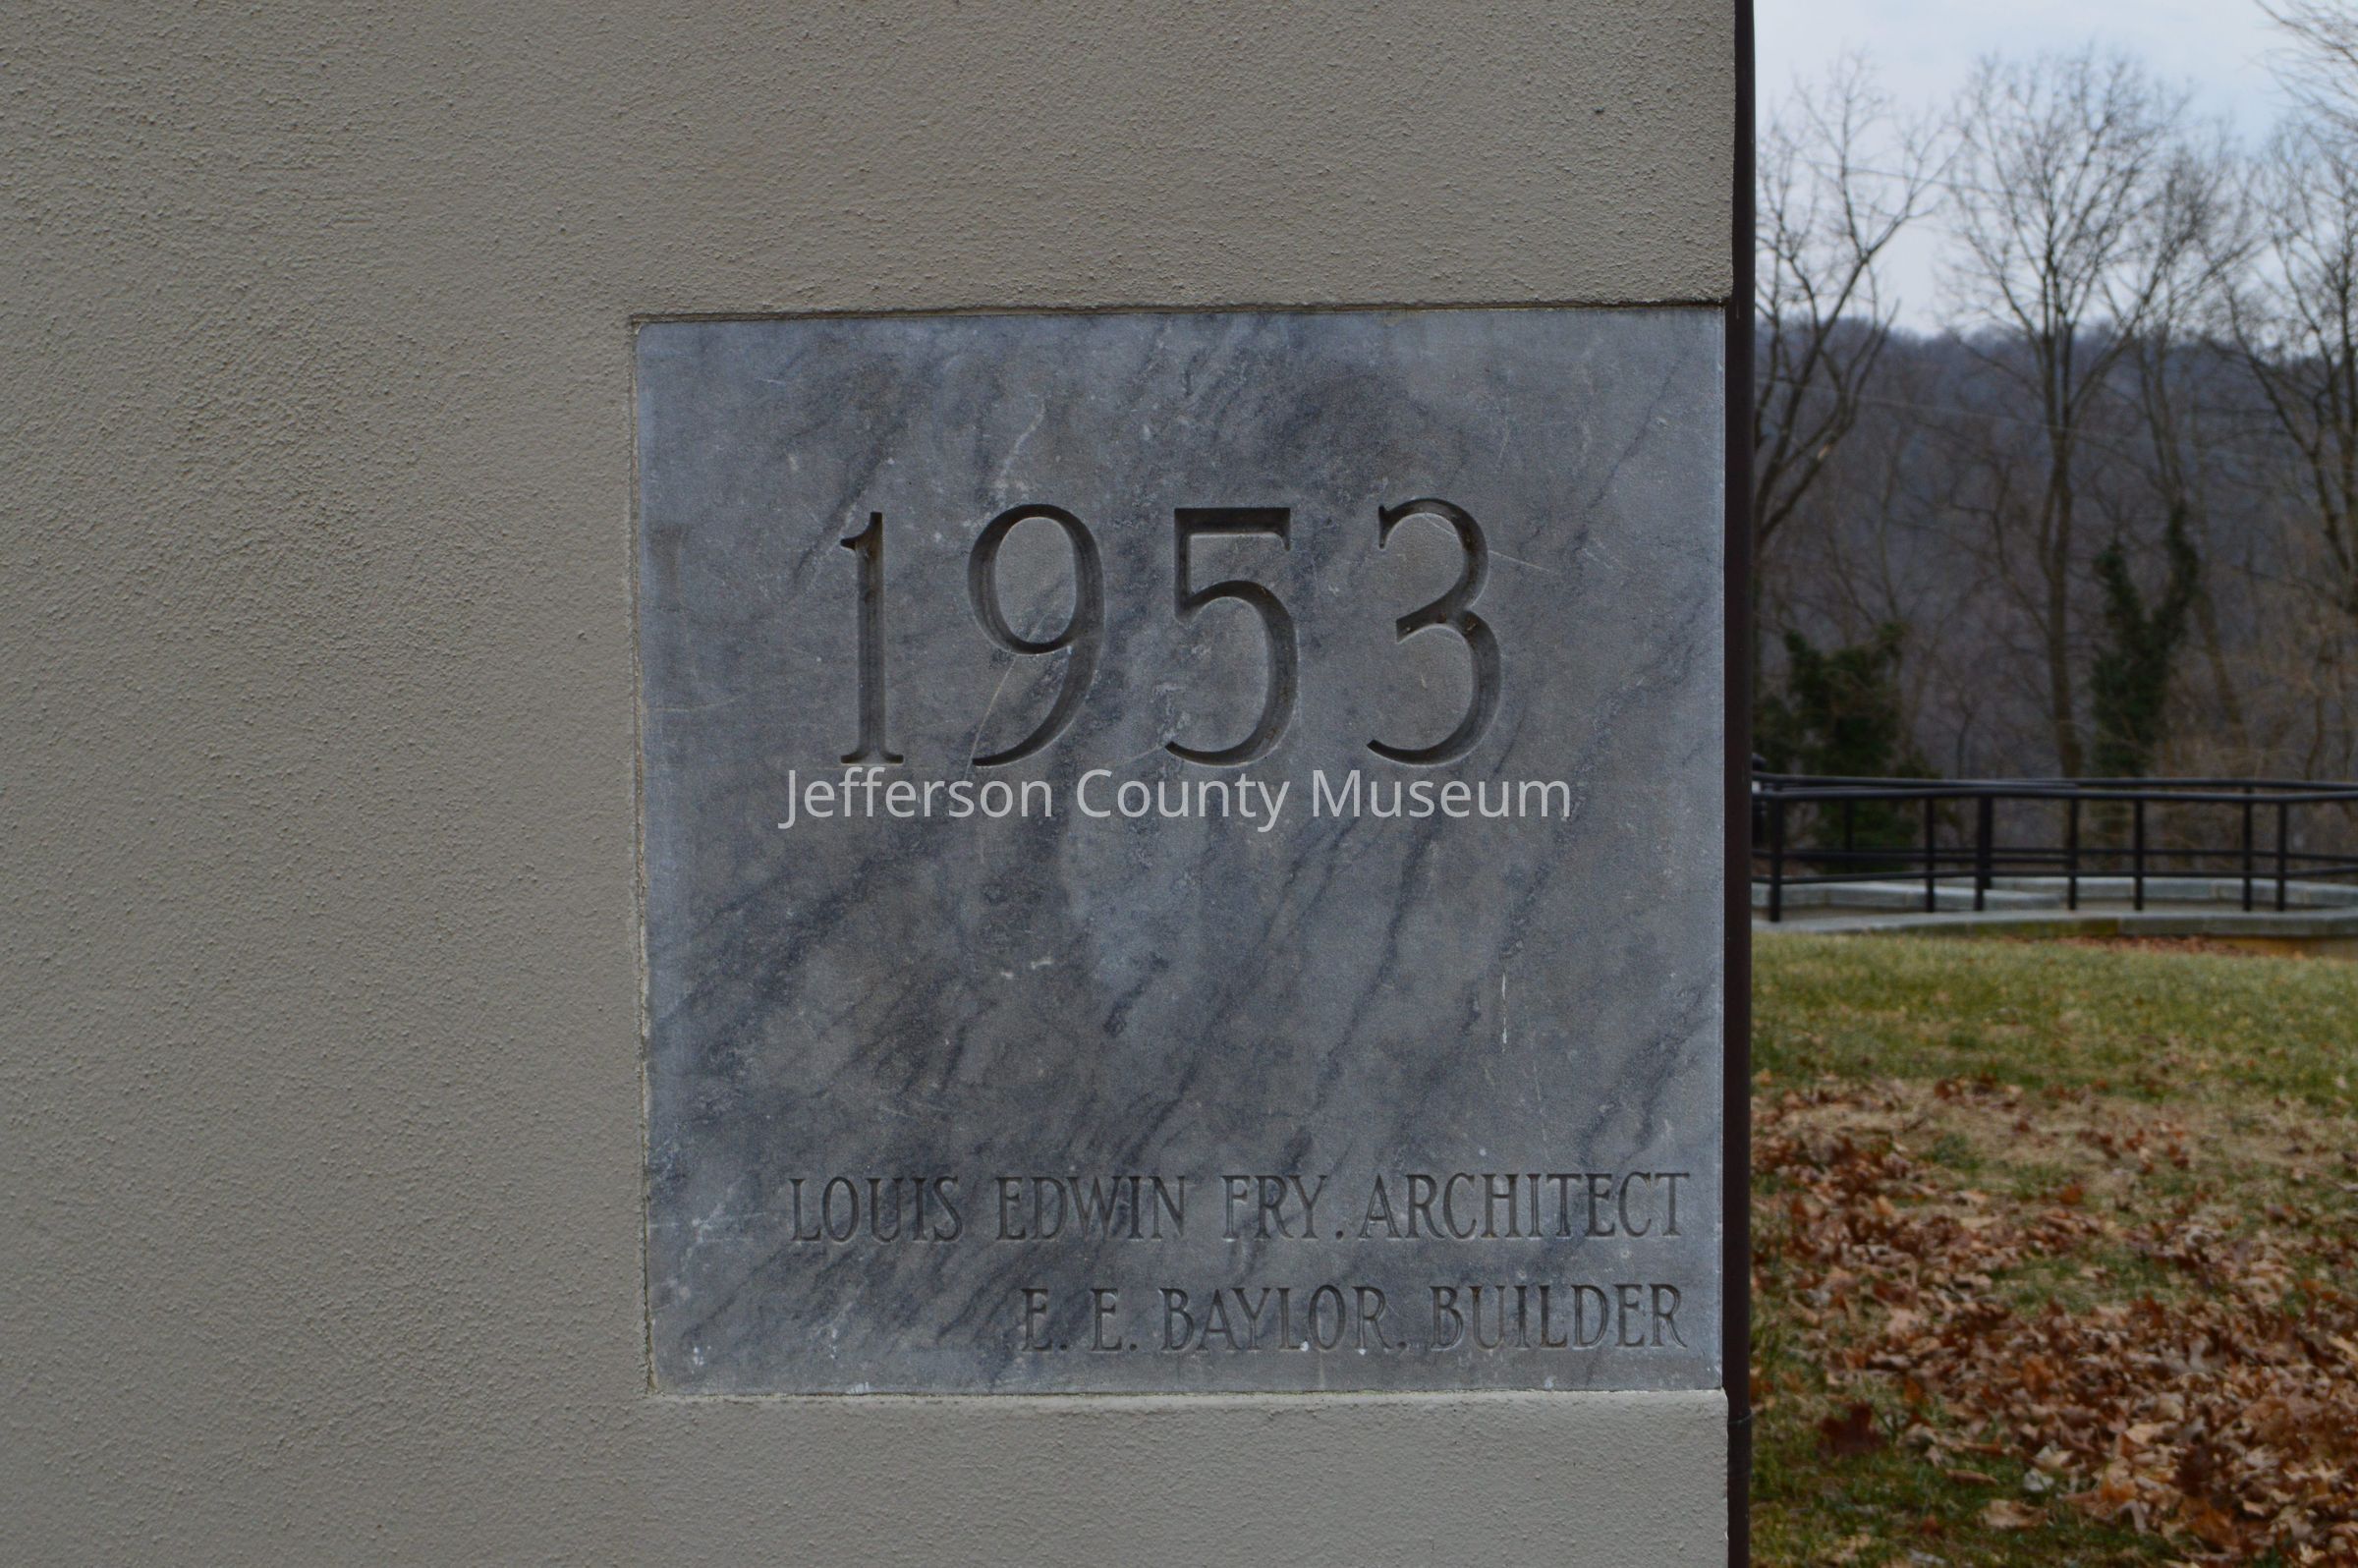 1953
Jefferson County Museum
LOUIS EDWIN FRY. ARCHITECT
E. E. BAYLOR. BUILDER